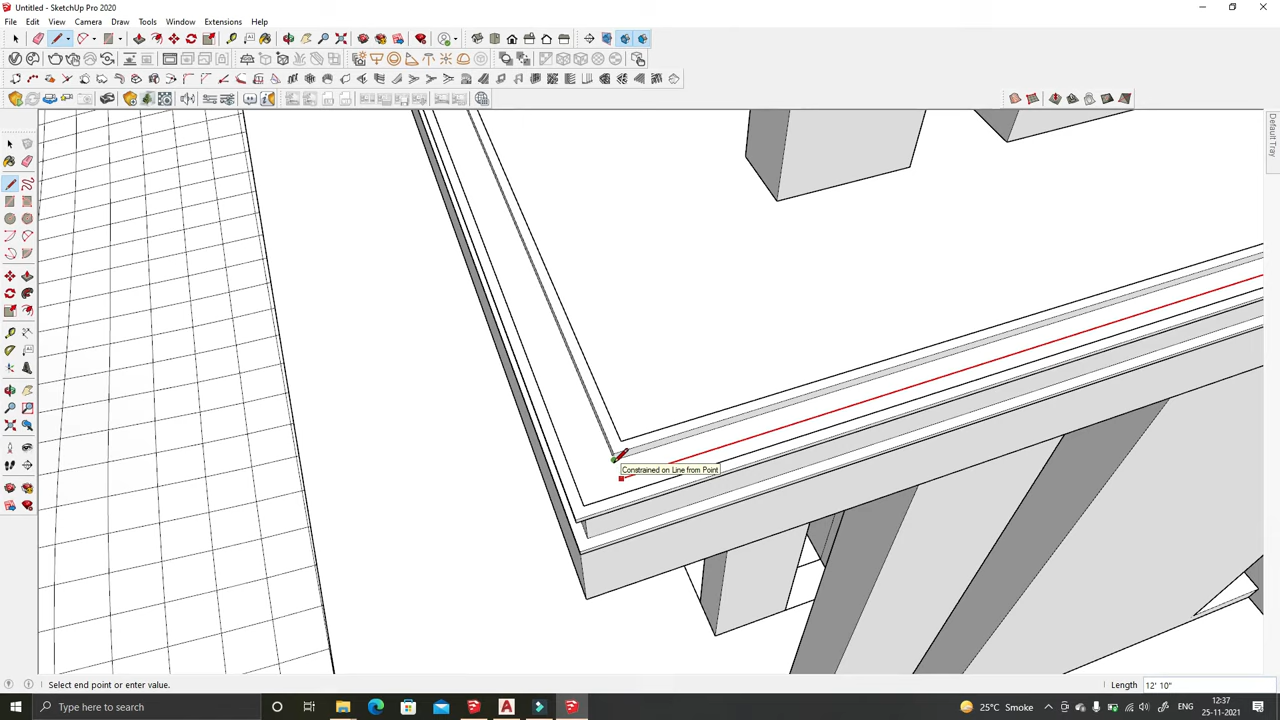 Untitled - SketchUp Pro 2020
File Edit View Camera Draw Tools Window Extensions Help
Default Tray
Constrained on Line from Point
Select end point or enter value.
Length 12' 10"
Type here to search
25°C Smoke
ENG
12:37
25-11-2021